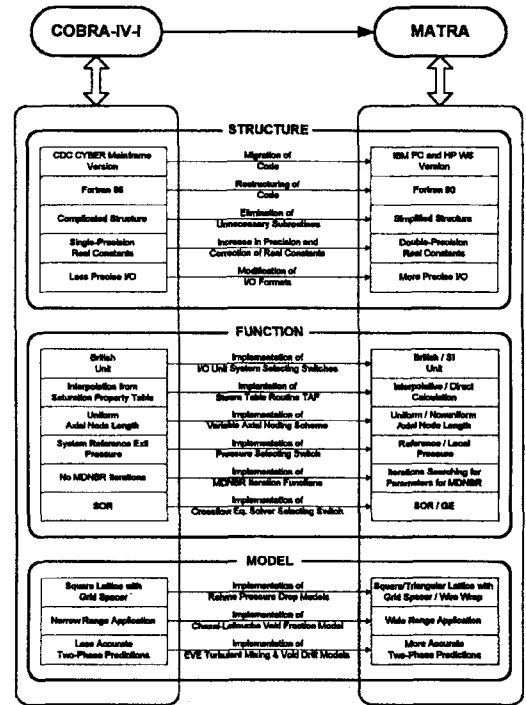 COBRA-IV-I
MATRA
STRUCTURE
CDC CYBER Mainframe
Version
Migration of
Code
IBM PC and HP WS
Version
Restructuring of
Code
Fortran 90
Complicated Structure
Elimination of
Unnecessary Subroutines
Simplified Structure
Single-Precision
Real Constants
Increase in Precision and
Correction of Real Constants
Double-Precision
Real Constants
Less Precise I/O
Modification of
I/O Formats
More Precise I/O
FUNCTION
British
Unit
Implementation of
I/O Unit System Selecting Switches
British / SI
Unit
Interpolation from
Saturation Property Table
Steam Table Routine TAF
Interpolative / Direct
Calculation
Uniform
Axial Node Length
Implementation of
Variable Axial Noding Scheme
Uniform / Nonuniform
Axial Node Length
System Reference Exit
Pressure
Implementation of
Pressure Selecting Switch
Reference / Local
Pressure
No MDNBR Iterations
Implementation of
MDNBR Iteration Functions
Iterations Searching for
Parameters for MDNBR
SOR
Implementation of
Crossflow Eq. Solver Selecting Switch
SOR / GE
MODEL
Square Lattice with
Grid Spacer
Implementation of
Rehme Pressure Drop Models
Square/Triangular Lattice with
Grid Spacer / Wire Wrap
Narrow Range Application
Implementation of
Chexal-Lellouche Void Fraction Model
Wide Range Application
Less Accurate
Two-Phase Predictions
Implementation of
EVE Turbulent Mixing & Void Drift Models
More Accurate
Two-Phase Predictions